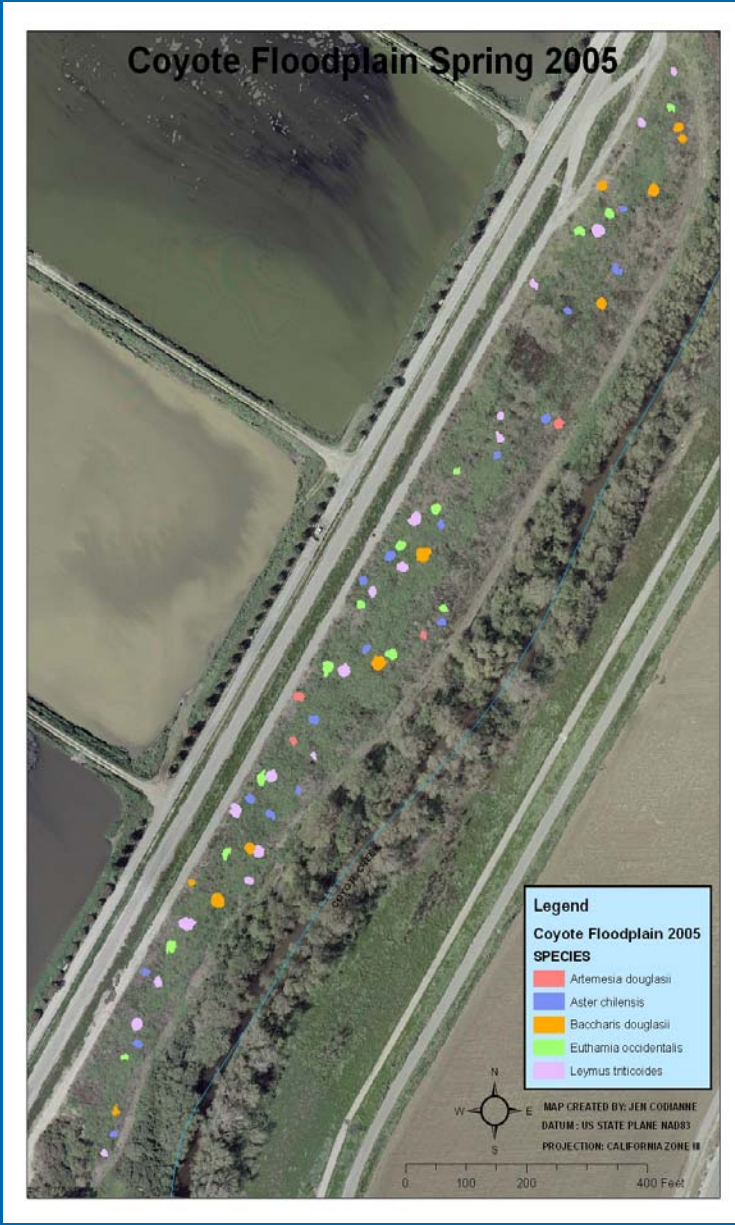 Coyote Floodplain Spring 2005
COYOTE CREEK
Legend
Coyote Floodplain 2005
SPECIES
Artemesia douglasii
Aster chilensis
Baccharis douglasii
Euthamia occidentalis
Leymus triticoides
N
W E
S
MAP CREATED BY: JEN CODIANNE
DATUM : US STATE PLANE NAD83
PROJECTION: CALIFORNIA ZONE III
0 100 200 400 Feet